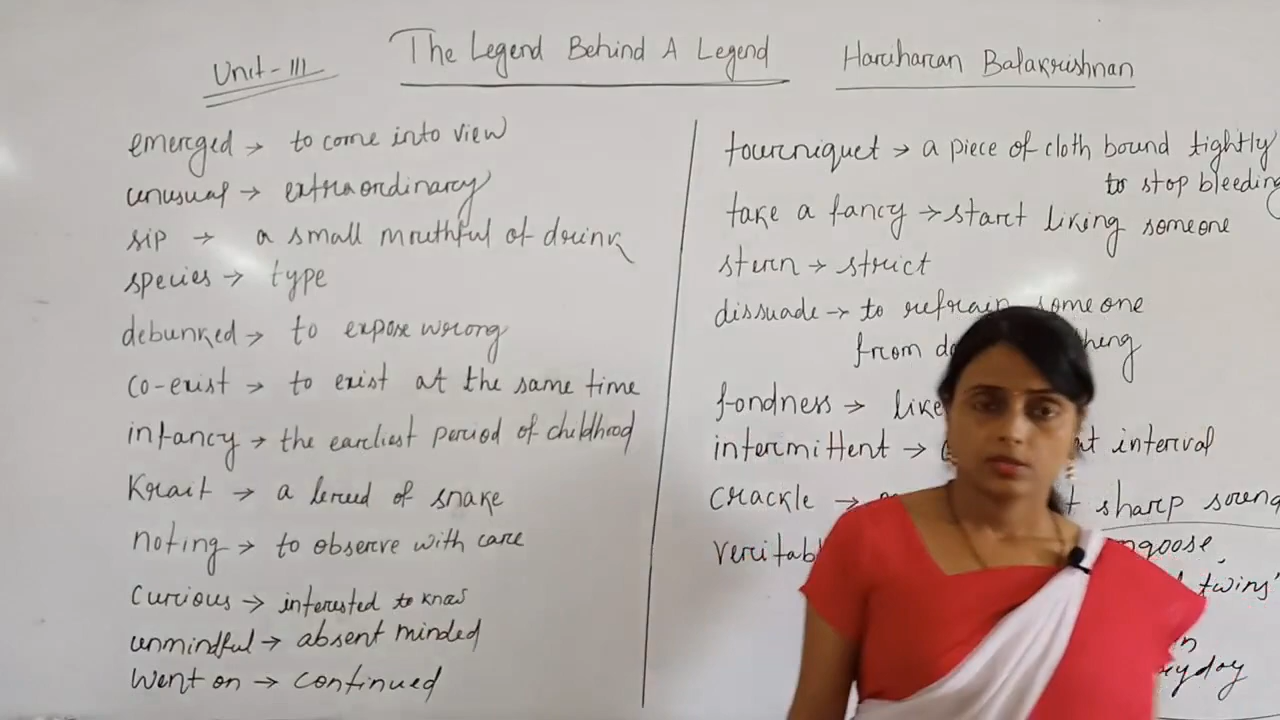 Unit-III
The Legend Behind A Legend
Hariharan Balakrishnan
emerged → to come into view
unusual → extraordinary
sip → a small mouthful of drink
species → type
debunked → to expose wrong
co-exist → to exist at the same time
infancy → the earliest period of childhood
Krait → a breed of snake
noting → to observe with care
curious → interested to know
unmindful → absent minded
Went on → continued
tourniquet → a piece of cloth bound tightly
to stop bleeding
take a fancy → start liking someone
stern → strict
dissuade → to refrain someone
from
fondness →
intermittent → at interval
crackle → sharp sound
twins'